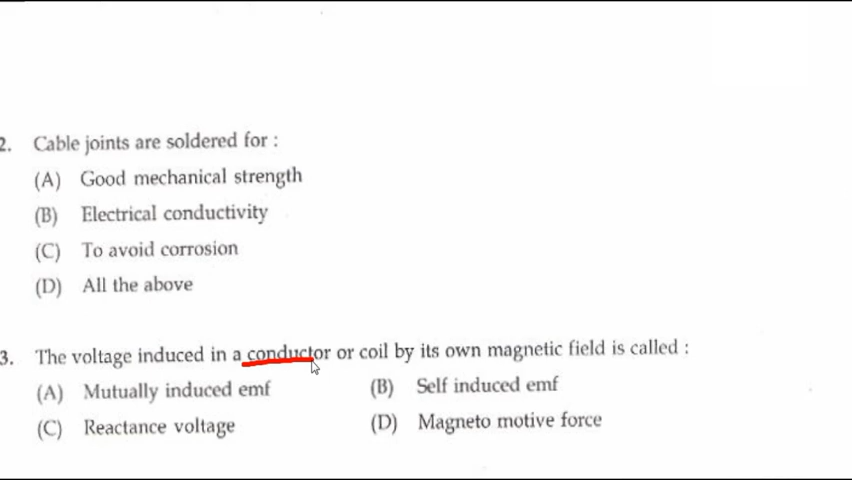 2. Cable joints are soldered for :
(A) Good mechanical strength
(B) Electrical conductivity
(C) To avoid corrosion
(D) All the above
3. The voltage induced in a conductor or coil by its own magnetic field is called :
(A) Mutually induced emf (B) Self induced emf
(C) Reactance voltage (D) Magneto motive force